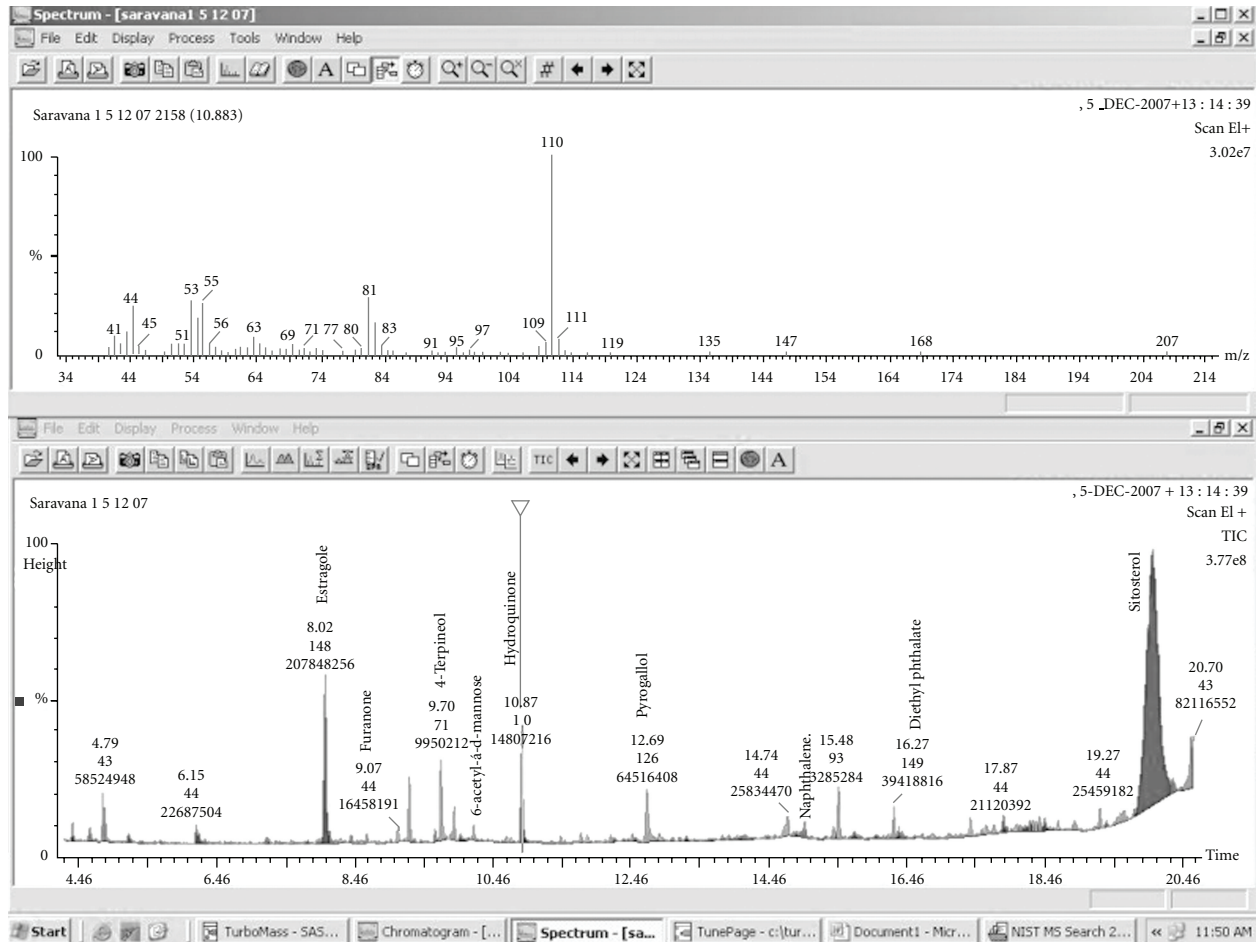 Spectrum - [saravana1 5 12 07]
File Edit Display Process Tools Window Help
A
#
Saravana 1 5 12 07 2158 (10.883)
, 5 _DEC-2007+13 : 14 : 39
Scan El+
3.02e7
100
%
0
110
44
41
45
51
53
55
56
63
69
71
77
80
81
83
91
95
97
109
111
119
135
147
168
207
m/z
34 44 54 64 74 84 94 104 114 124 134 144 154 164 174 184 194 204 214
File Edit Display Process Window Help
TIC
A
Saravana 1 5 12 07
, 5-DEC-2007 + 13 : 14 : 39
Scan El +
TIC
3.77e8
100
Height
%
0
4.79
43
58524948
6.15
44
22687504
Estragole
8.02
148
207848256
Furanone
9.07
44
16458191
4-Terpineol
9.70
71
9950212
6-acetyl-á-d-mannose
Hydroquinone
10.87
1 0
14807216
Pyrogallol
12.69
126
64516408
14.74
44
25834470
Naphthalene.
15.48
93
3285284
Diethyl phthalate
16.27
149
39418816
17.87
44
21120392
19.27
44
25459182
Sitosterol
20.70
43
82116552
Time
4.46 6.46 8.46 10.46 12.46 14.46 16.46 18.46 20.46
Start
TurboMass - SAS...
Chromatogram - [...
Spectrum - [sa...
TunePage - c:\tur...
Document1 - Micr...
NIST MS Search 2...
« 11:50 AM